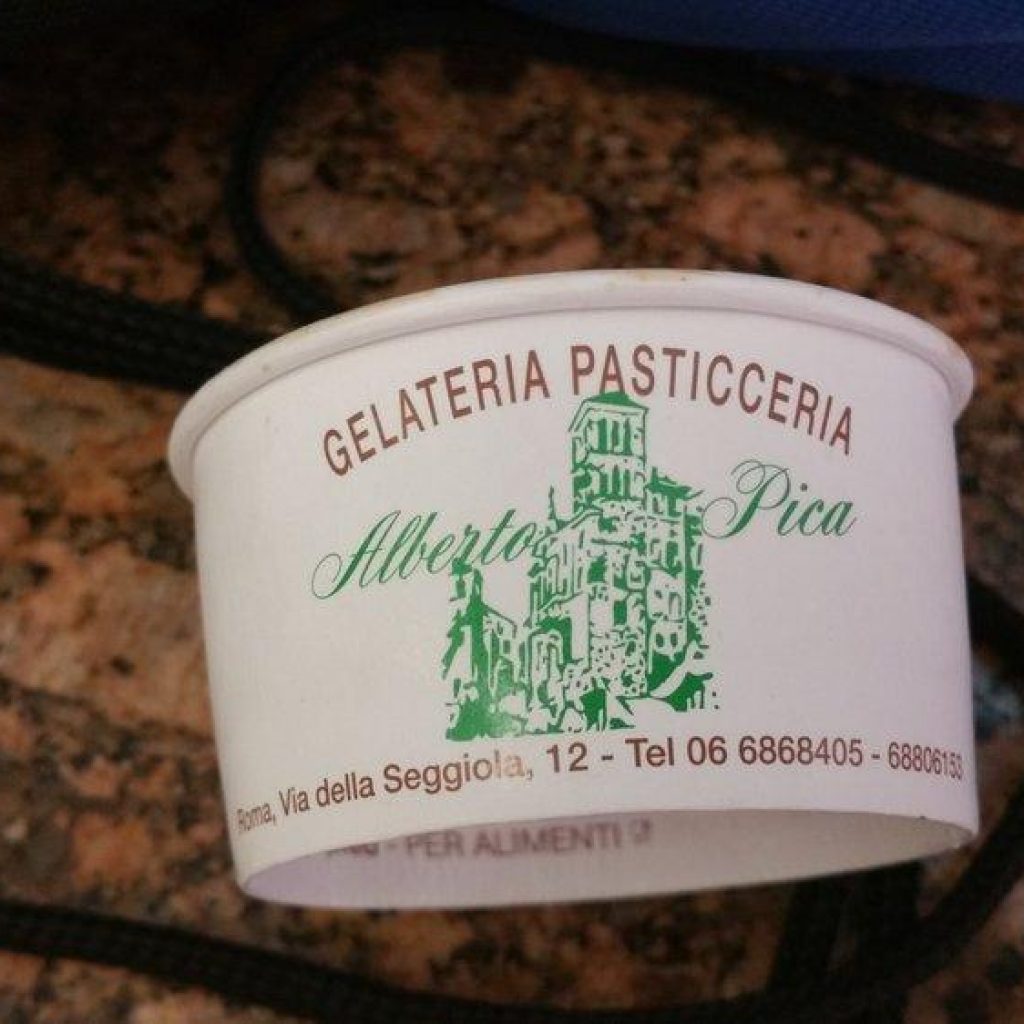 GELATERIA PASTICCERIA
Alberto Pica
Roma, Via della Seggiola, 12 - Tel 06 6868405 - 68806153
- PER ALIMENTI